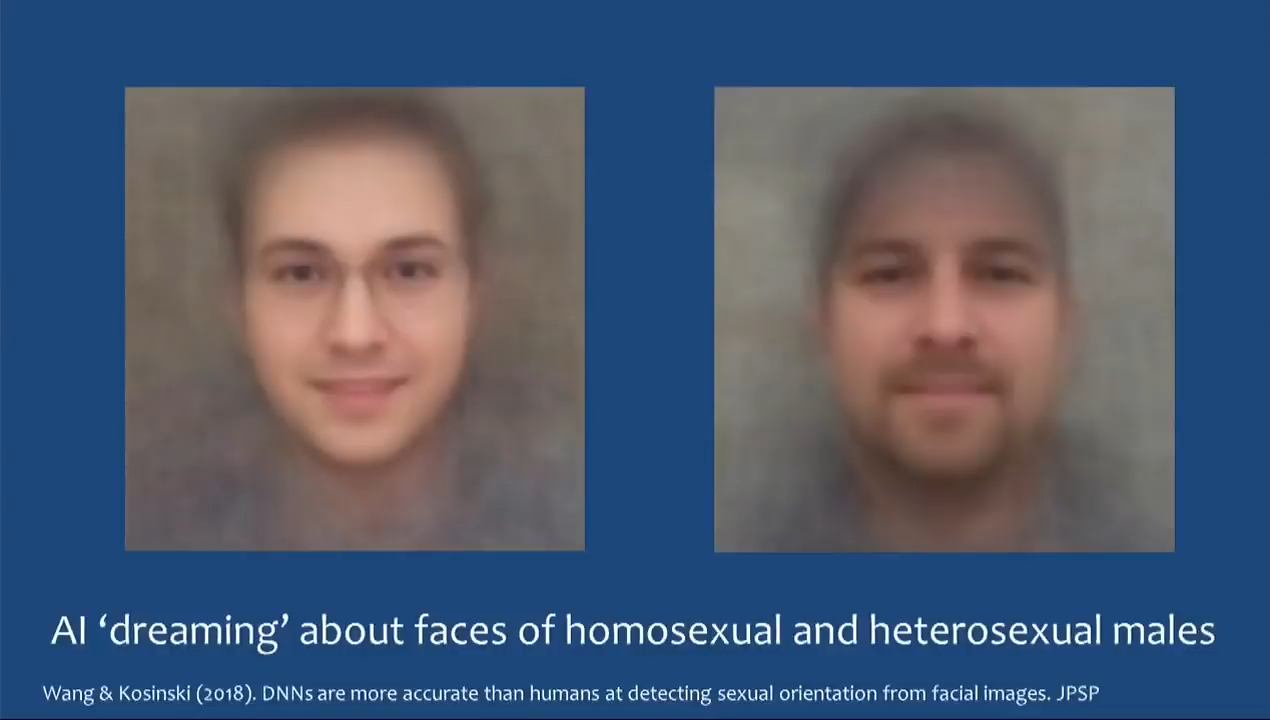 AI ‘dreaming’ about faces of homosexual and heterosexual males
Wang & Kosinski (2018). DNNs are more accurate than humans at detecting sexual orientation from facial images. JPSP